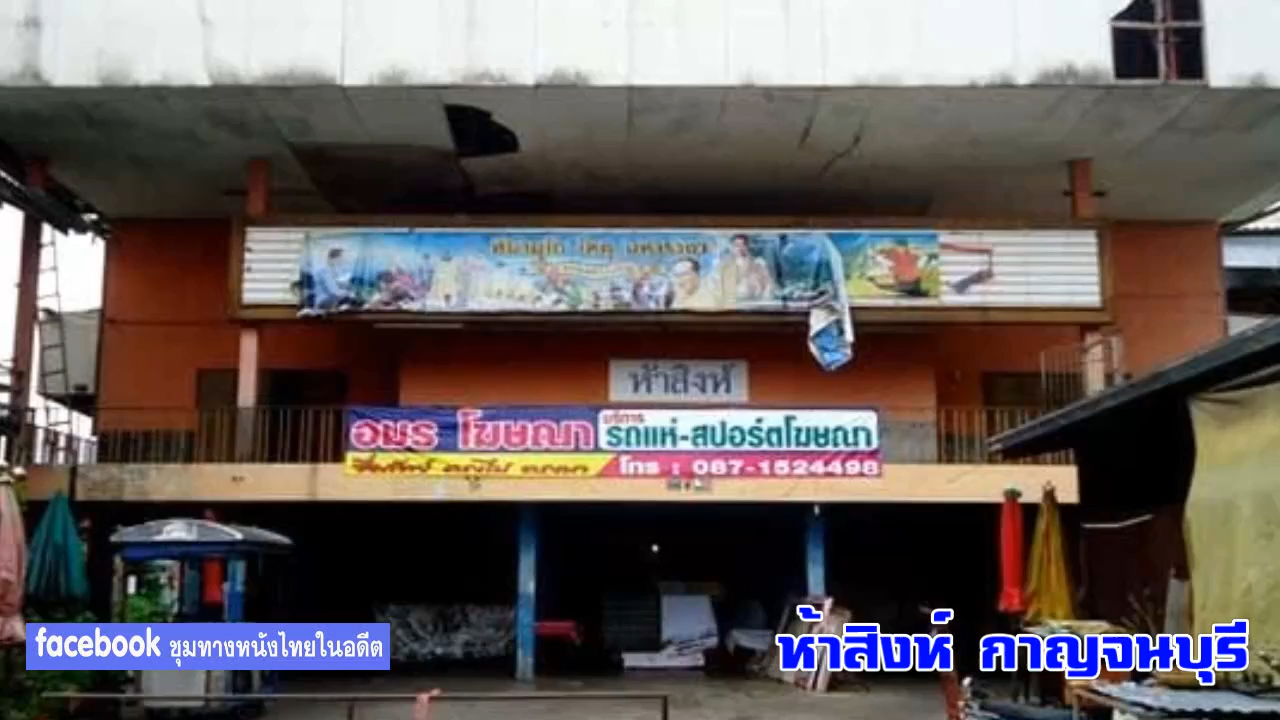 ห้าสิงห์
อมร โฆษณา
บริการ
รถแห่-สปอร์ตโฆษณา
โทร : 087-1524498
facebook ชุมทางหนังไทยในอดีต
ห้าสิงห์ กาญจนบุรี